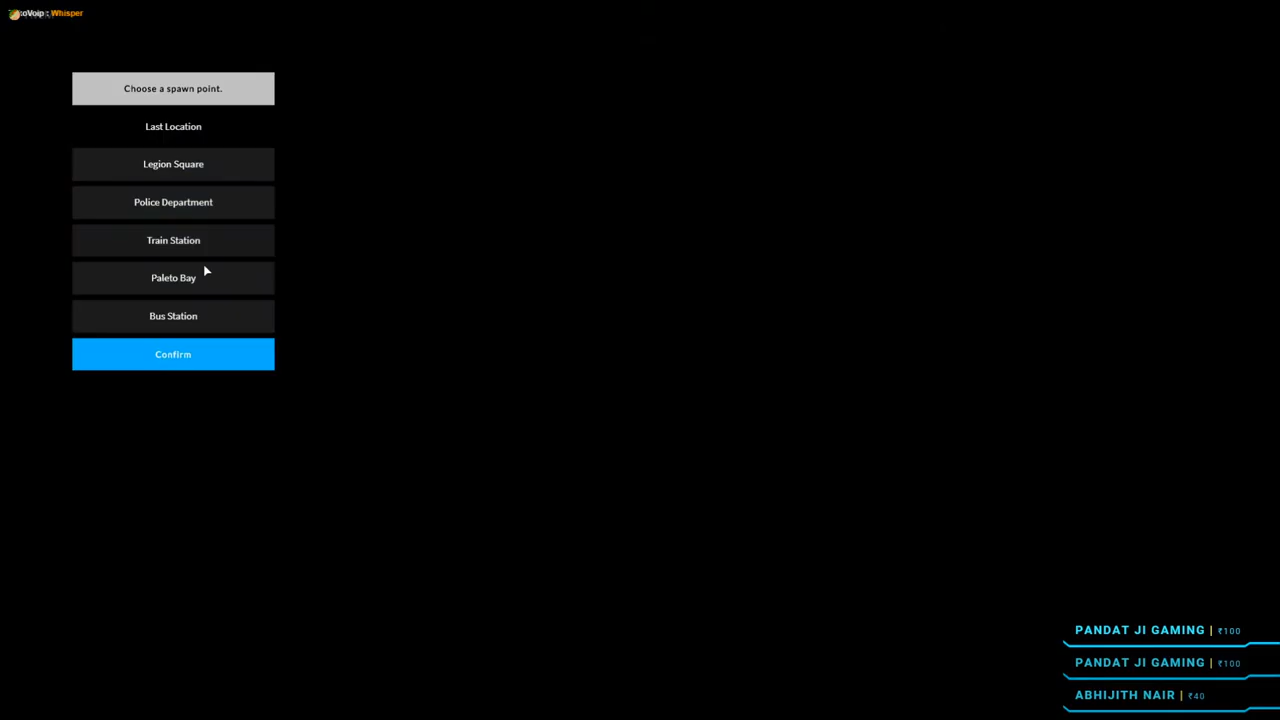 Whisper
Choose a spawn point.
Last Location
Legion Square
Police Department
Train Station
Paleto Bay
Bus Station
Confirm
PANDAT JI GAMING | ₹100
PANDAT JI GAMING | ₹100
ABHIJITH NAIR | ₹40